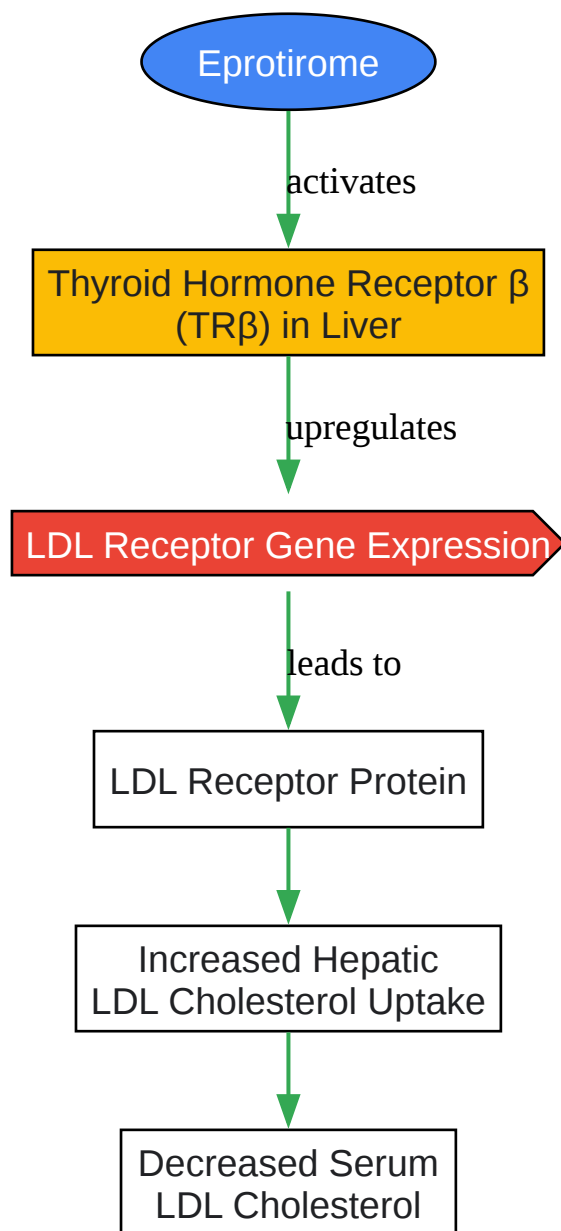 Eprotirome
activates
Thyroid Hormone Receptor β
(TRβ) in Liver
upregulates
LDL Receptor Gene Expression
leads to
LDL Receptor Protein
Increased Hepatic
LDL Cholesterol Uptake
Decreased Serum
LDL Cholesterol